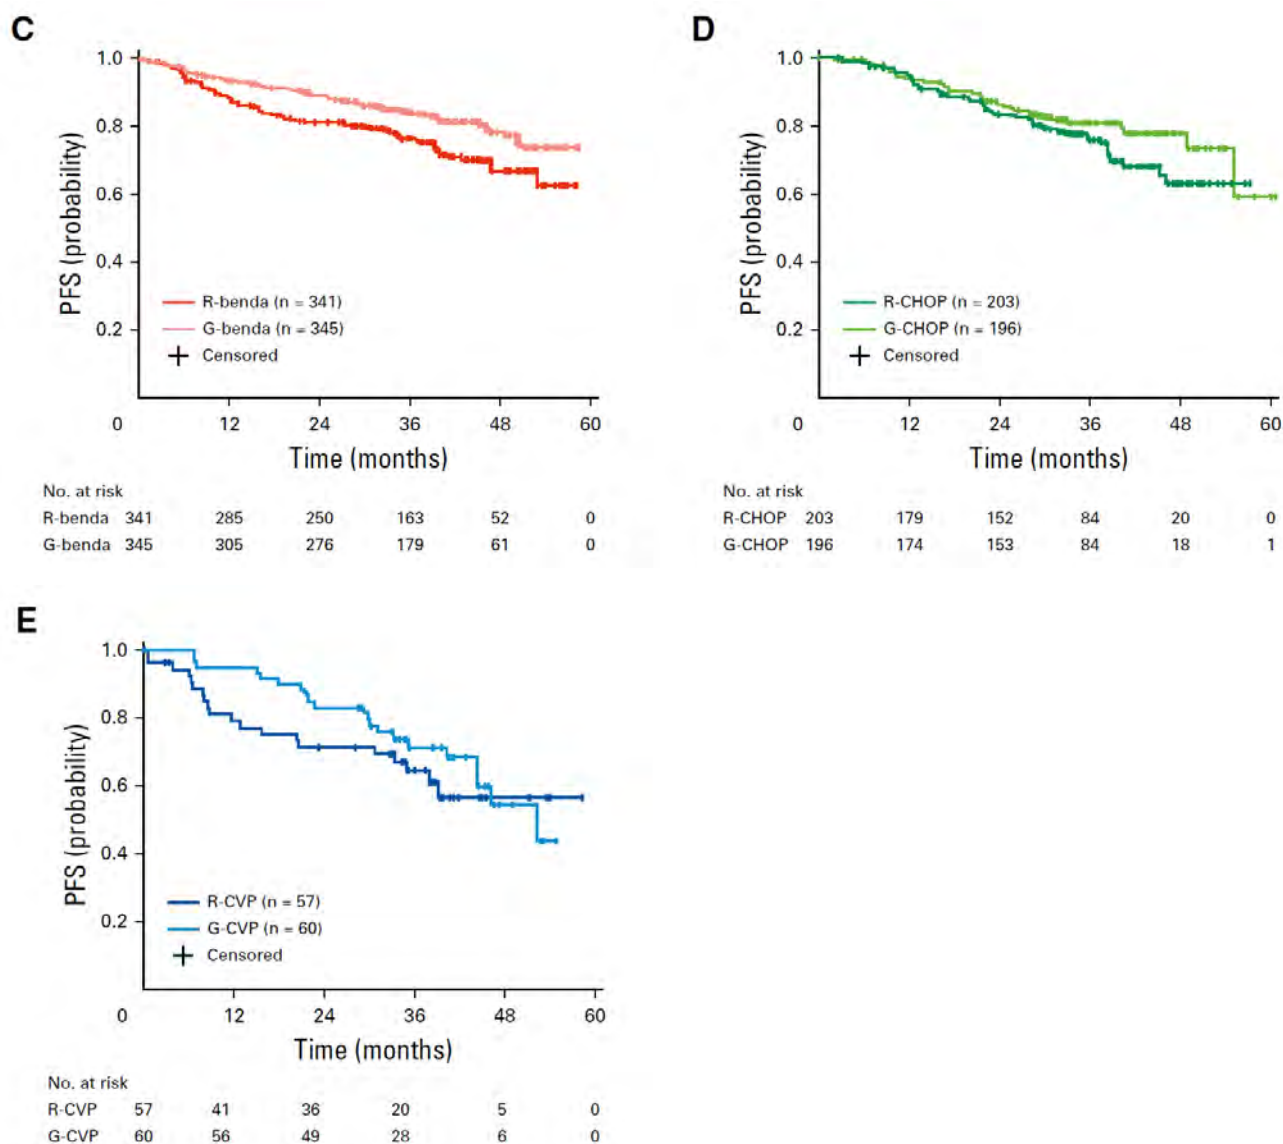 C
1.0
0.8
0.6
0.4
0.2
PFS (probability)
R-benda (n = 341)
G-benda (n = 345)
Censored
0 12 24 36 48 60
Time (months)
No. at risk
R-benda 341 285 250 163 52 0
G-benda 345 305 276 179 61 0
D
1.0
0.8
0.6
0.4
0.2
PFS (probability)
R-CHOP (n = 203)
G-CHOP (n = 196)
Censored
0 12 24 36 48 60
Time (months)
No. at risk
R-CHOP 203 179 152 84 20 0
G-CHOP 196 174 153 84 18 1
E
1.0
0.8
0.6
0.4
0.2
PFS (probability)
R-CVP (n = 57)
G-CVP (n = 60)
Censored
0 12 24 36 48 60
Time (months)
No. at risk
R-CVP 57 41 36 20 5 0
G-CVP 60 56 49 28 6 0